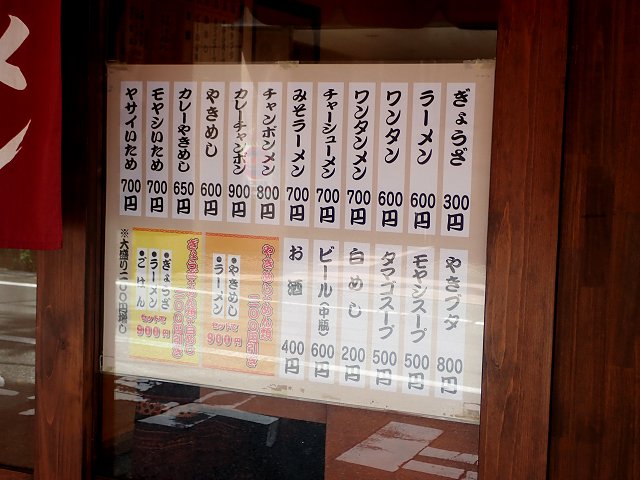 ぎょうざ 300円
ラーメン 600円
ワンタン 600円
ワンタンメン 700円
チャーシューメン 700円
みそラーメン 700円
チャンポンメン 800円
カレーチャンポン 900円
やきめし 600円
カレーやきめし 650円
モヤシいため 700円
ヤサイいため 700円
やきブタ 800円
モヤシスープ 500円
タマゴスープ 500円
白めし 200円
ビール(中瓶) 600円
お酒 400円
●やきめし
●ラーメン
セットで
900円
●ぎょうざ
●ラーメン
●ごはん
セットで
900円
※大盛り一〇〇円増し